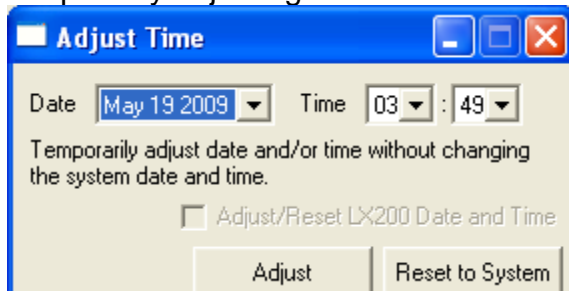 Adjust Time
Date May 19 2009 Time 03 : 49
Temporarily adjust date and/or time without changing
the system date and time.
Adjust/Reset LX200 Date and Time
Adjust Reset to System